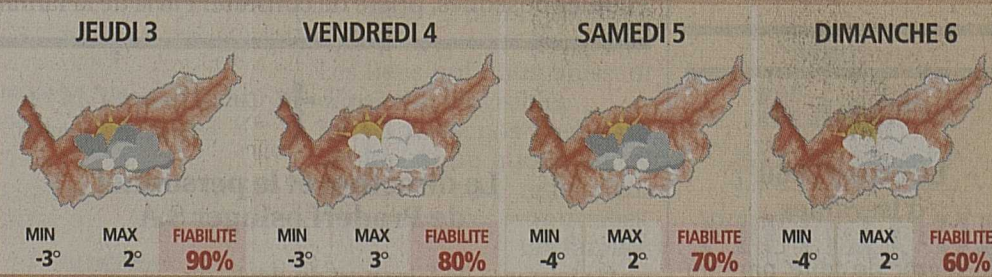 JEUDI 3
MIN MAX FIABILITE
-3° 2° 90%
VENDREDI 4
MIN MAX FIABILITE
-3° 3° 80%
SAMEDI 5
MIN MAX FIABILITE
-4° 2° 70%
DIMANCHE 6
MIN MAX FIABILITE
-4° 2° 60%